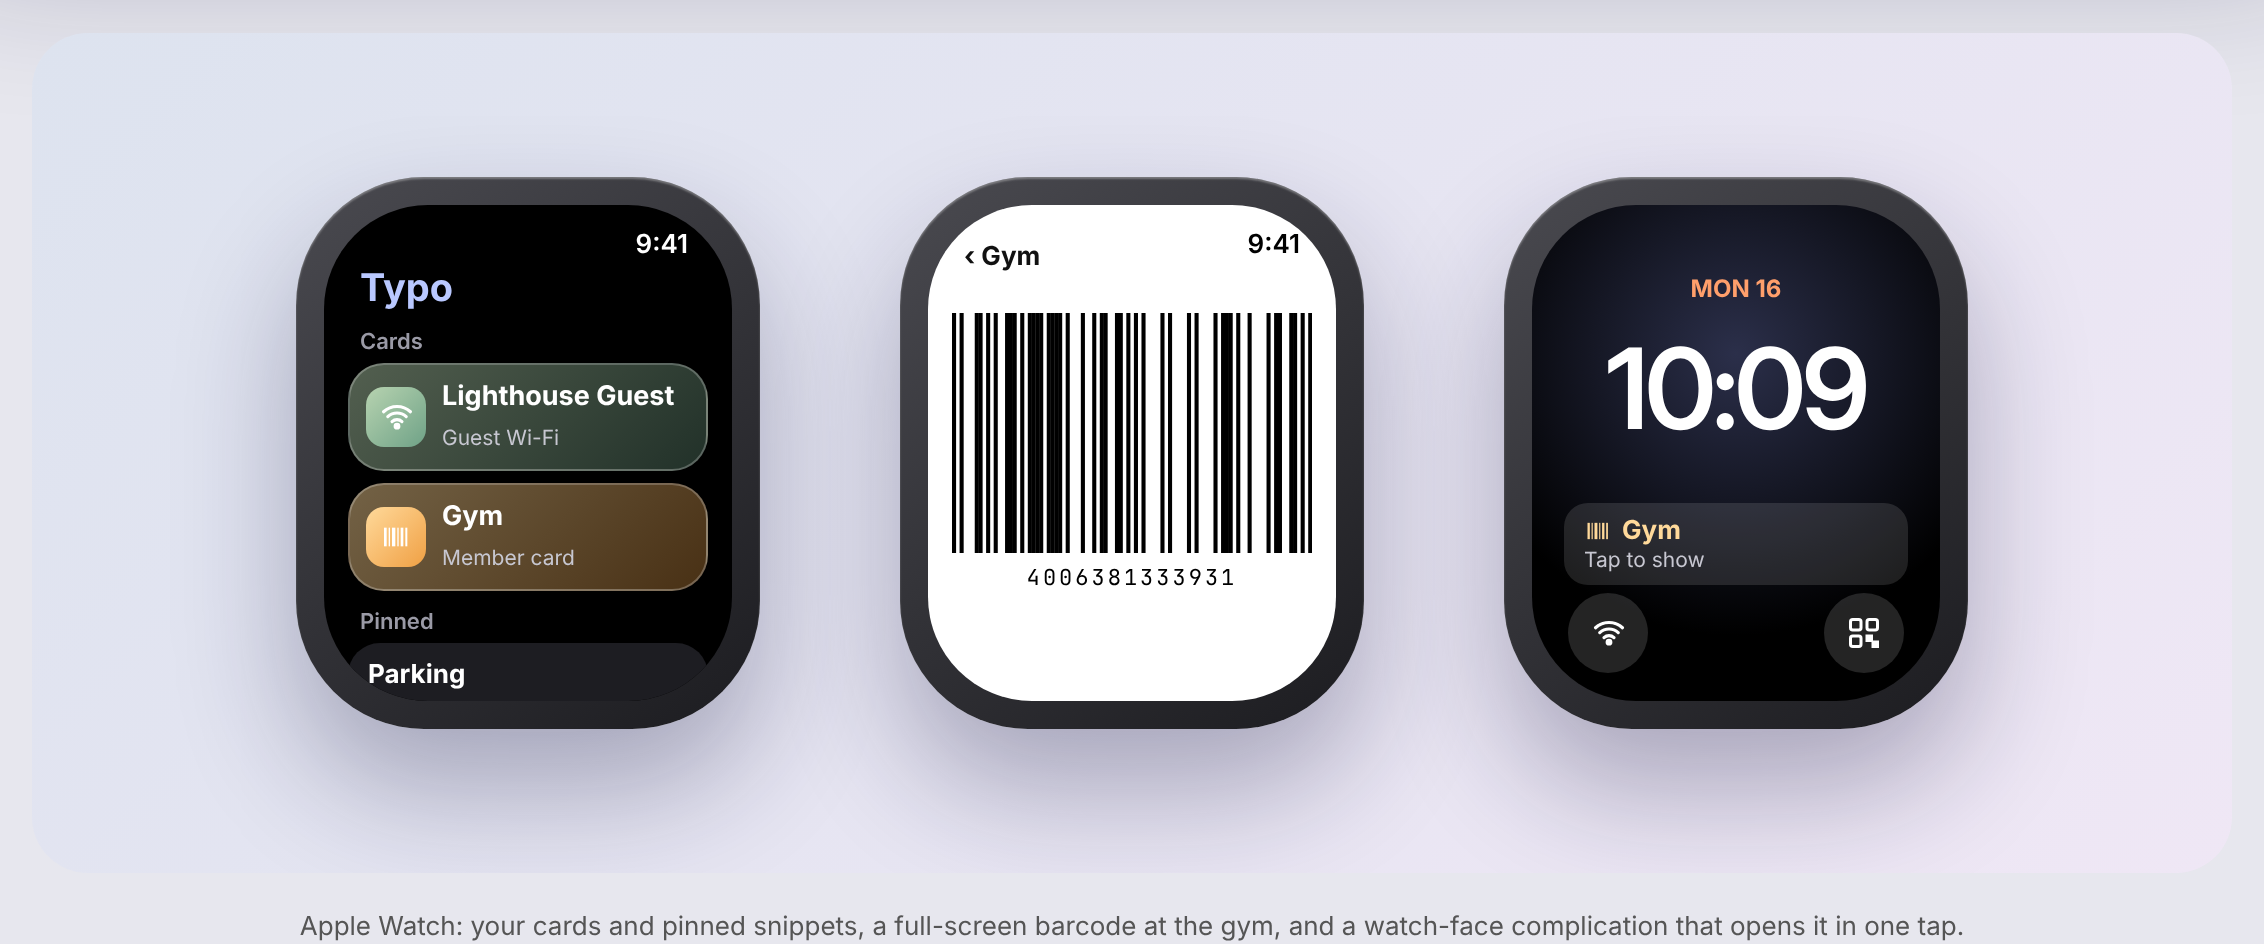 9:41
Typo
Cards
Lighthouse Guest
Guest Wi-Fi
Gym
Member card
Pinned
Parking
‹ Gym
9:41
4006381333931
MON 16
10:09
Gym
Tap to show
Apple Watch: your cards and pinned snippets, a full-screen barcode at the gym, and a watch-face complication that opens it in one tap.